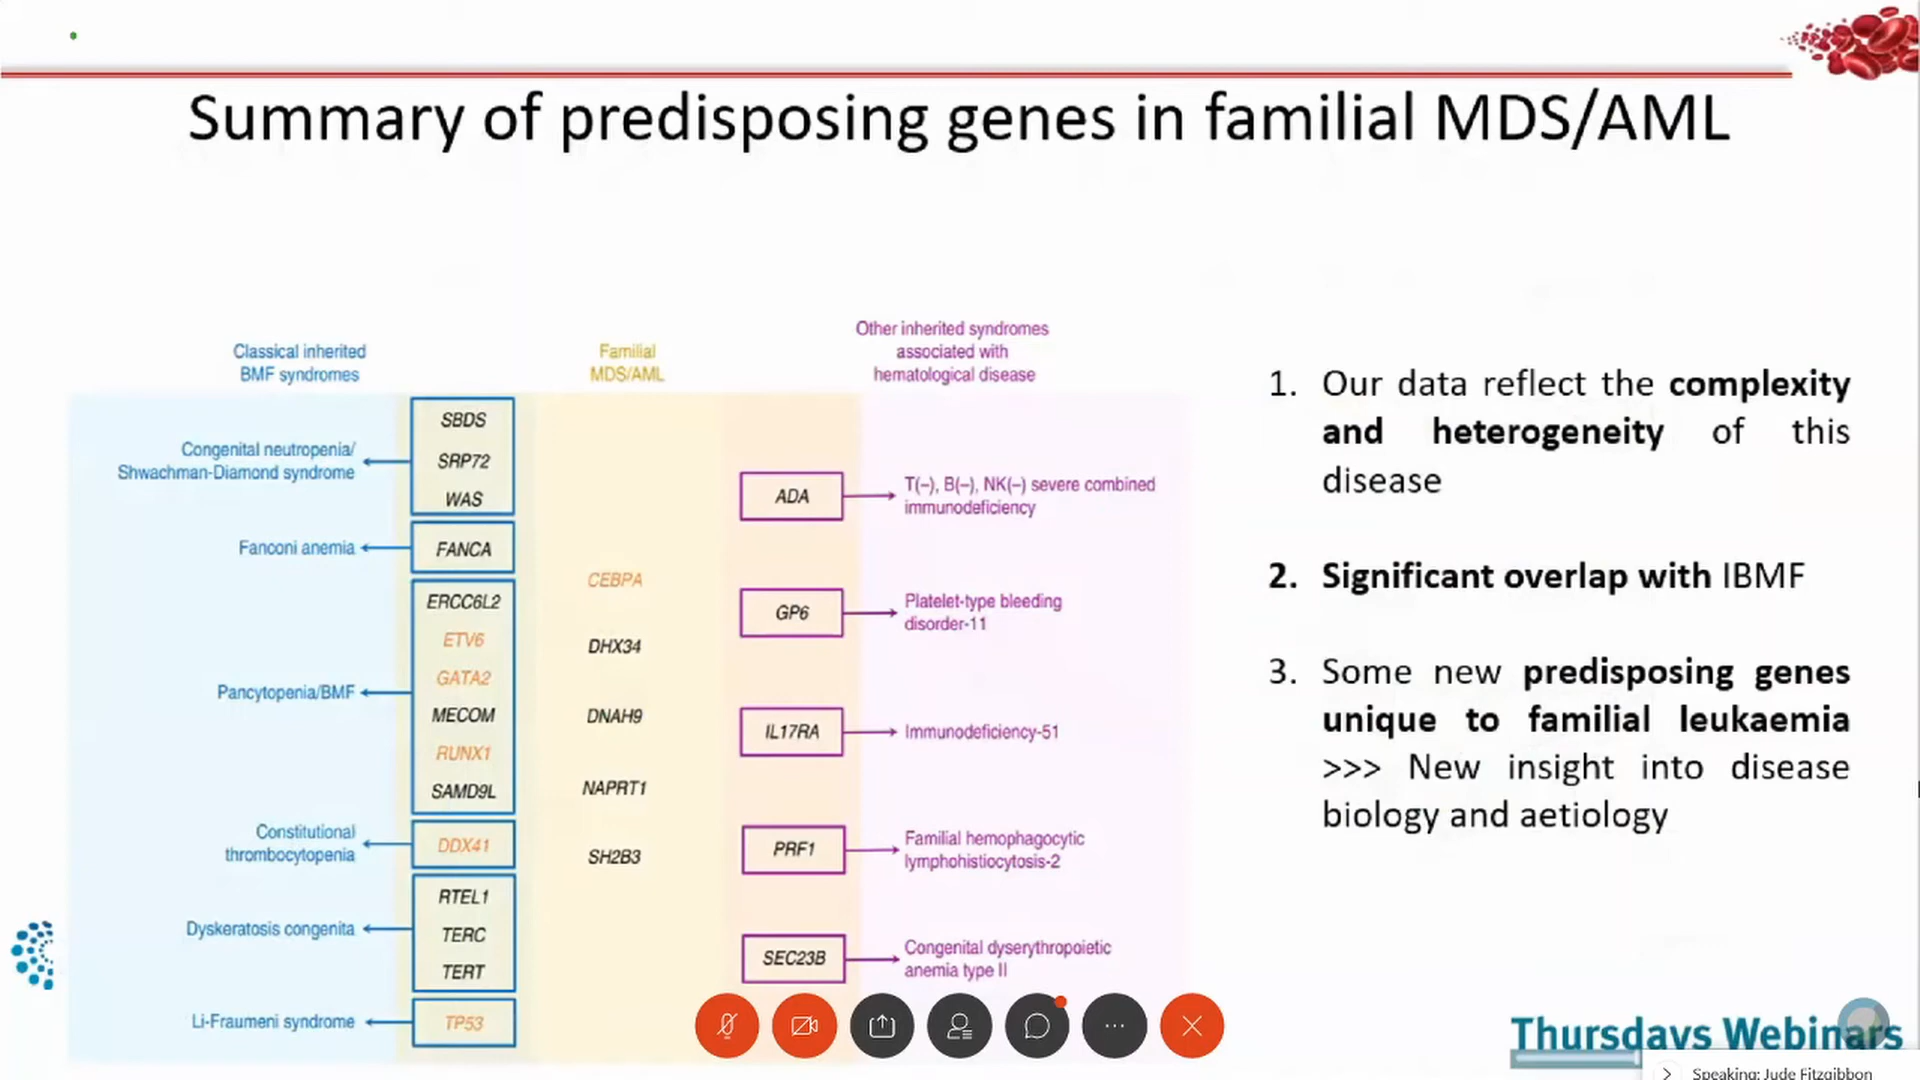 Summary of predisposing genes in familial MDS/AML
Classical inherited
BMF syndromes
Familial
MDS/AML
Other inherited syndromes
associated with
hematological disease
Congenital neutropenia/
Shwachman-Diamond syndrome
SBDS
SRP72
WAS
Fanconi anemia
FANCA
Pancytopenia/BMF
ERCC6L2
ETV6
GATA2
MECOM
RUNX1
SAMD9L
Constitutional
thrombocytopenia
DDX41
Dyskeratosis congenita
RTEL1
TERC
TERT
Li-Fraumeni syndrome
TP53
CEBPA
DHX34
DNAH9
NAPRT1
SH2B3
ADA
T(–), B(–), NK(–) severe combined
immunodeficiency
GP6
Platelet-type bleeding
disorder-11
IL17RA
Immunodeficiency-51
PRF1
Familial hemophagocytic
lymphohistiocytosis-2
SEC23B
Congenital dyserythropoietic
anemia type II
1. Our data reflect the complexity
and heterogeneity of this
disease
2. Significant overlap with IBMF
3. Some new predisposing genes
unique to familial leukaemia
>>> New insight into disease
biology and aetiology
Thursdays Webinars
Speaking: Jude Fitzgibbon